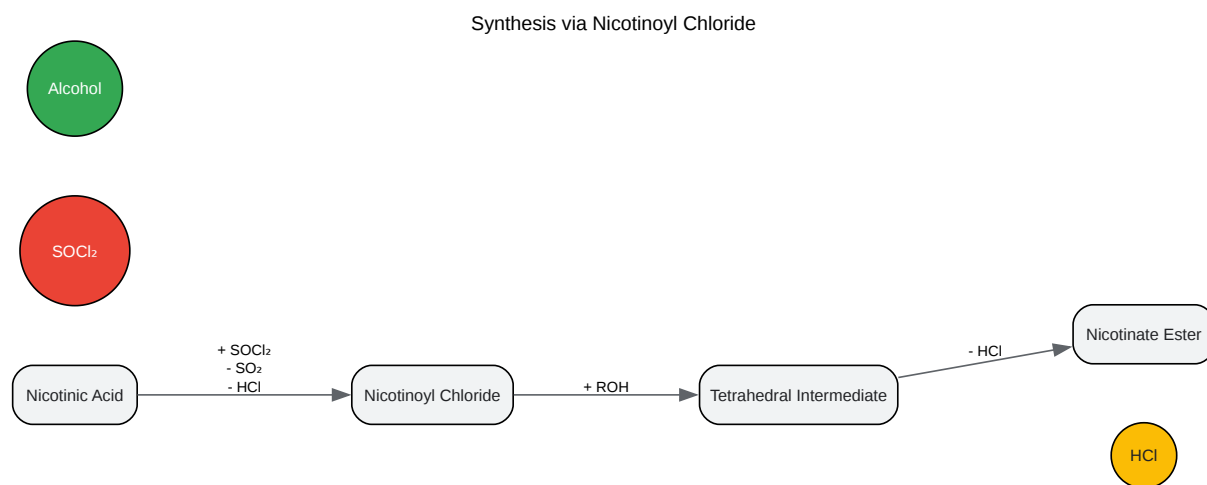 Synthesis via Nicotinoyl Chloride
Alcohol
SOCl₂
Nicotinic Acid
+ SOCl₂
- SO₂
- HCl
Nicotinoyl Chloride
+ ROH
Tetrahedral Intermediate
- HCl
Nicotinate Ester
HCl